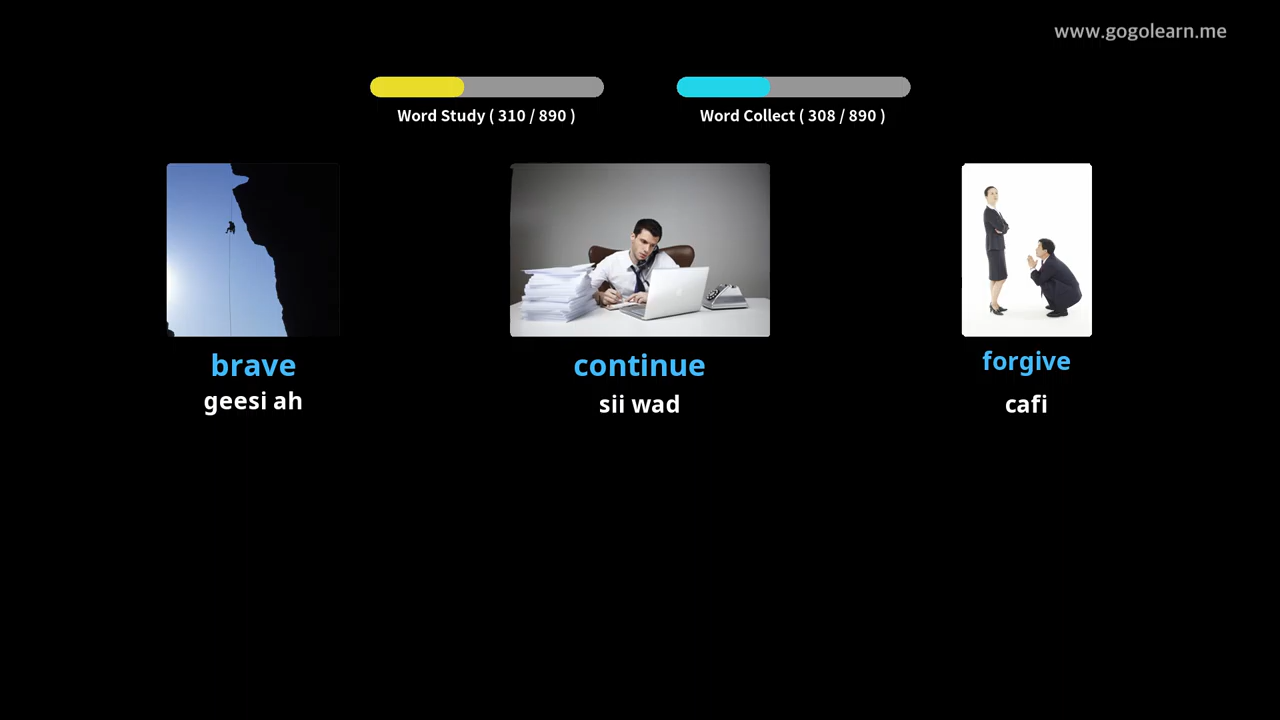 www.gogolearn.me
Word Study ( 310 / 890 )
Word Collect ( 308 / 890 )
brave
geesi ah
continue
sii wad
forgive
cafi